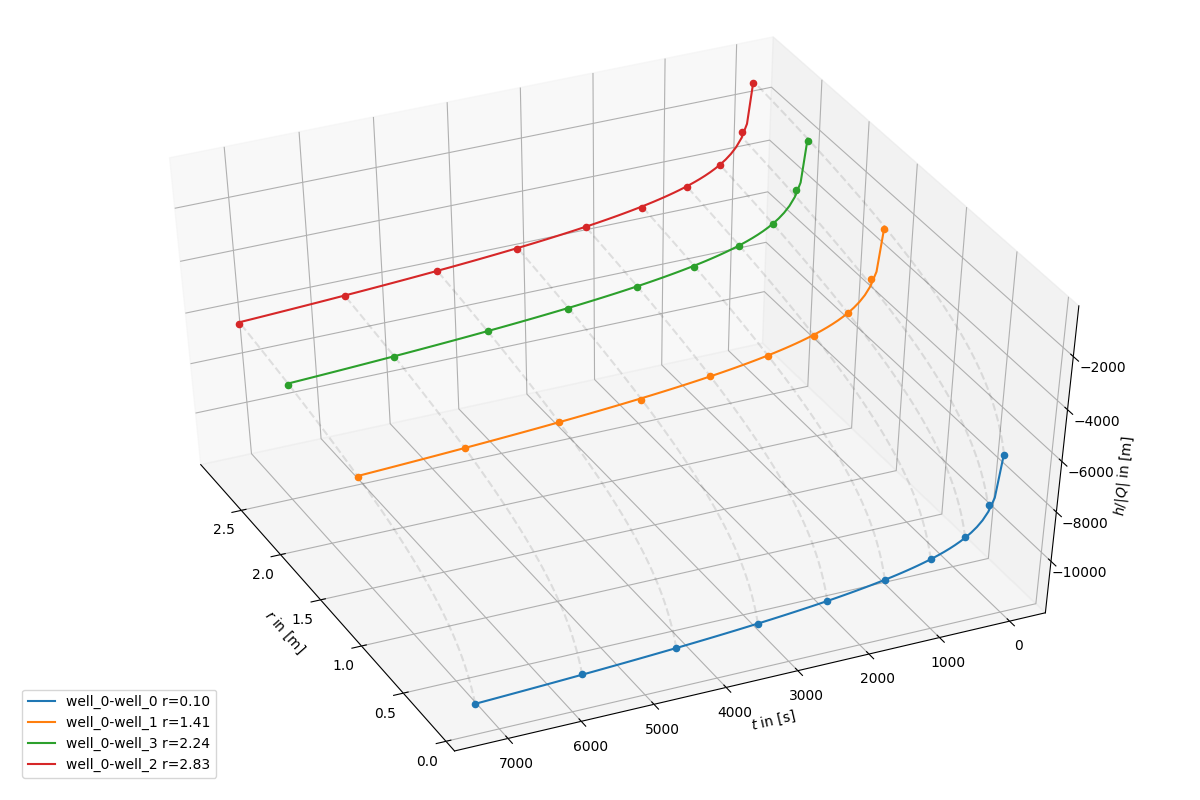 −2000
−4000
−6000
−8000
−10000
h/|Q| in [m]
2.5
2.0
1.5
1.0
0.5
0.0
r in [m]
7000
6000
5000
4000
3000
2000
1000
0
t in [s]
well_0-well_0 r=0.10
well_0-well_1 r=1.41
well_0-well_3 r=2.24
well_0-well_2 r=2.83